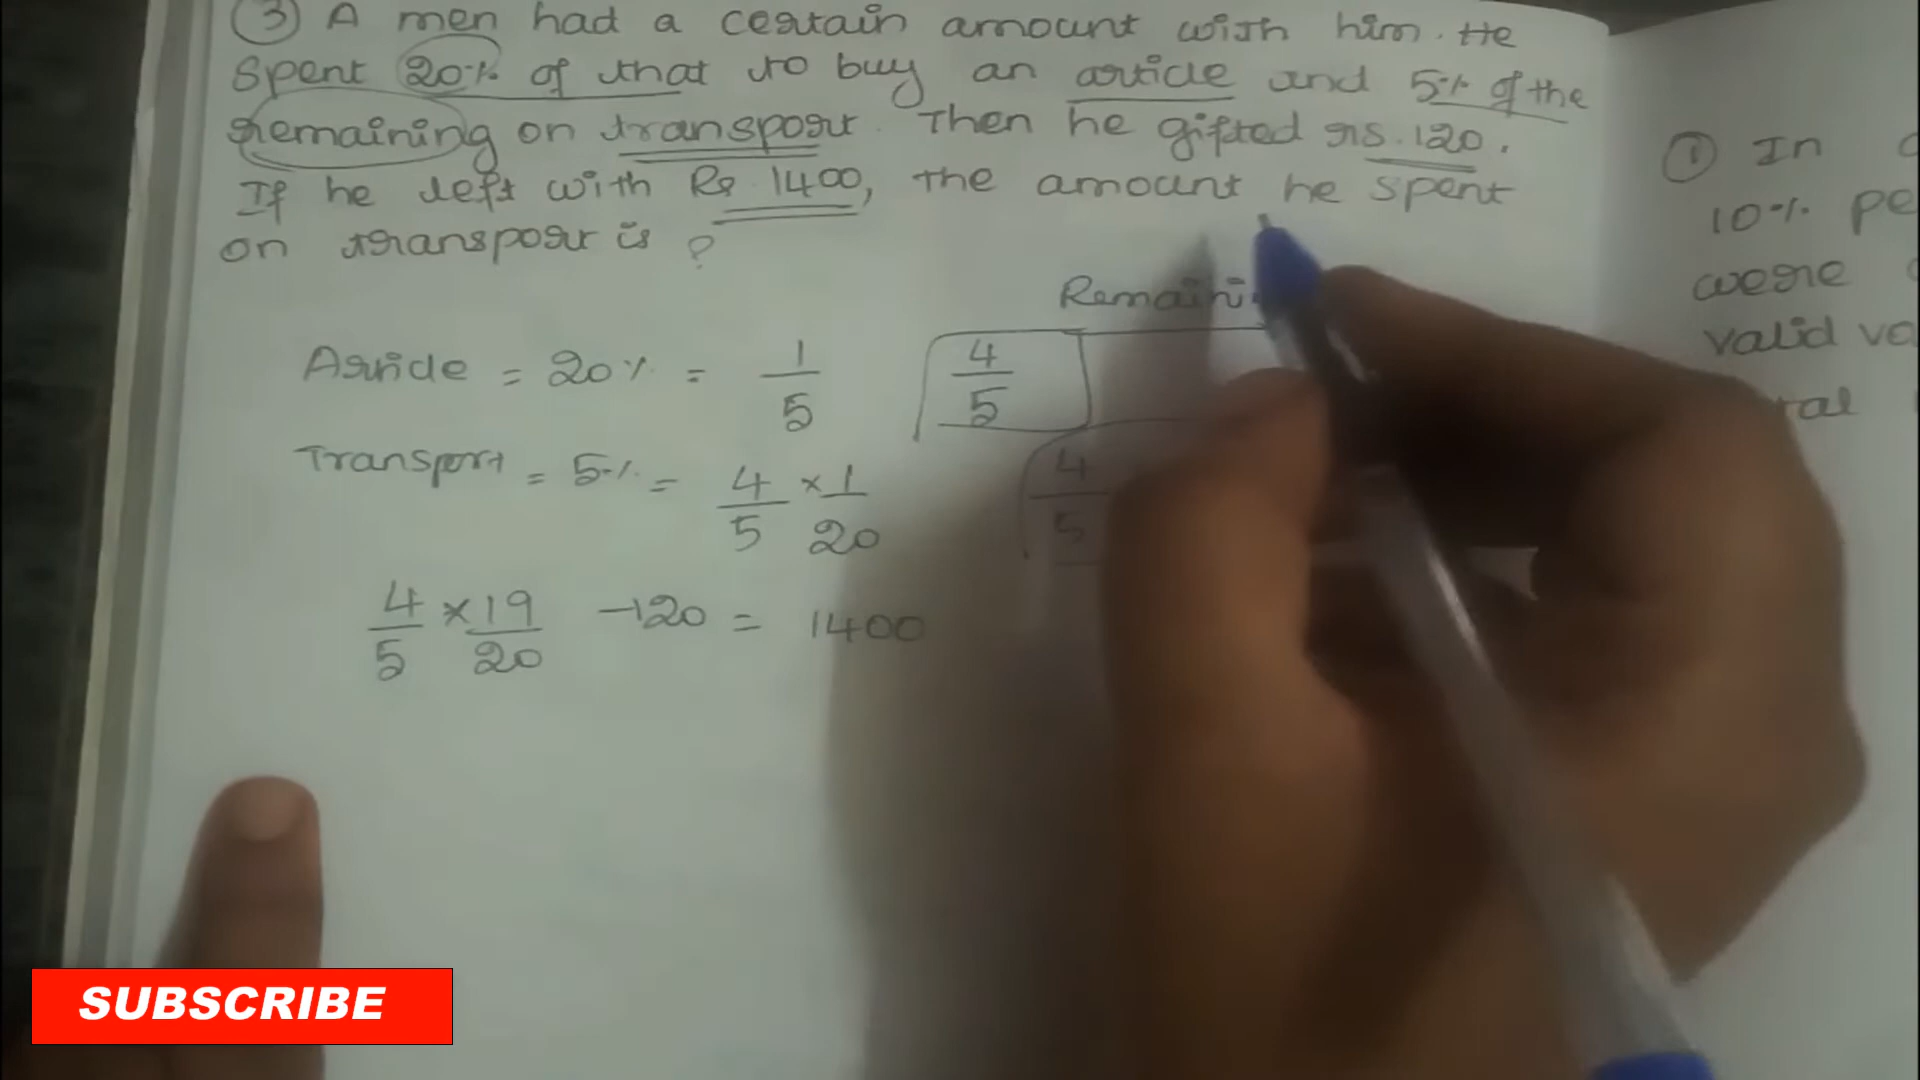 ③ A men had a certain amount with him. He
spent 20% of that to buy an article and 5% of the
remaining on transport. Then he gifted rs. 120.
If he left with Rs 1400, the amount he spent
on transport is ?
Remaini
Article = 20% = 1/5 4/5
Transport = 5% = 4/5 × 1/20 4/5
4/5 × 19/20 -120 = 1400
① In
10% pe
were
valid vo
SUBSCRIBE